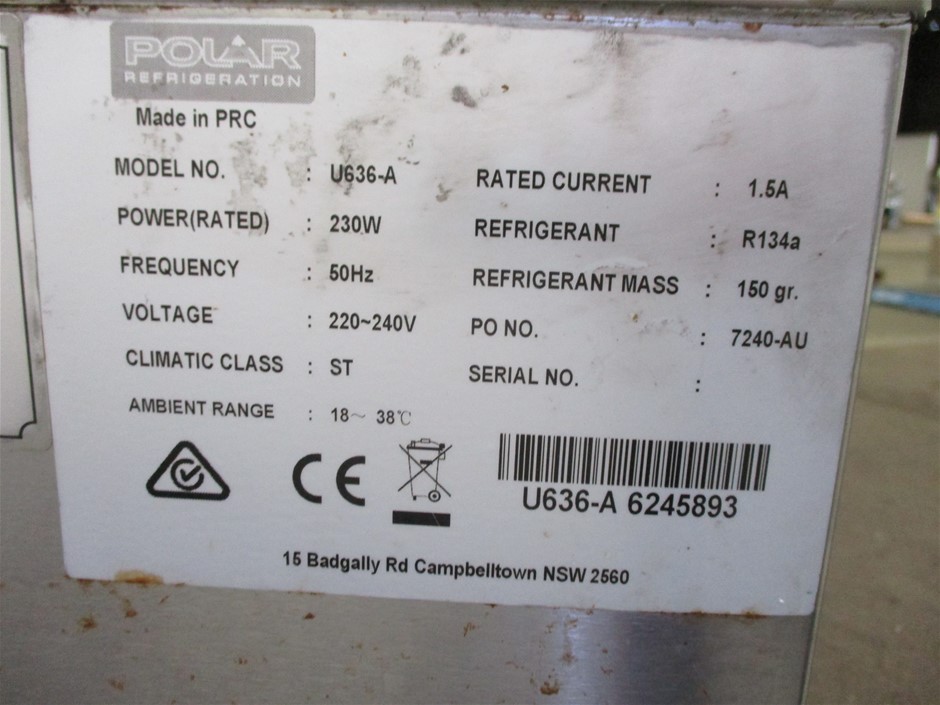 POLAR
REFRIGERATION
Made in PRC
MODEL NO. : U636-A
POWER(RATED) : 230W
FREQUENCY : 50Hz
VOLTAGE : 220~240V
CLIMATIC CLASS : ST
AMBIENT RANGE : 18~ 38℃
RATED CURRENT : 1.5A
REFRIGERANT : R134a
REFRIGERANT MASS : 150 gr.
PO NO. : 7240-AU
SERIAL NO. :
CE
U636-A 6245893
15 Badgally Rd Campbelltown NSW 2560